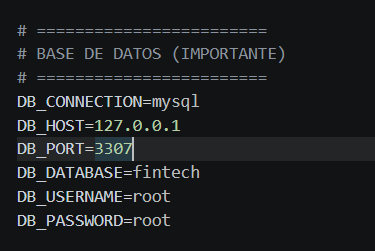 # ========================
# BASE DE DATOS (IMPORTANTE)
# ========================
DB_CONNECTION=mysql
DB_HOST=127.0.0.1
DB_PORT=3307
DB_DATABASE=fintech
DB_USERNAME=root
DB_PASSWORD=root